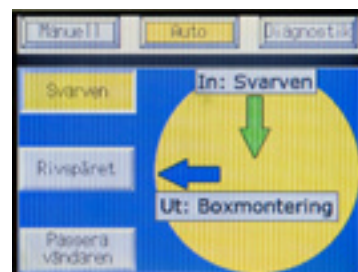 Manuell Auto Diagnostik
Svarven
In: Svarven
Rivspåret
Ut: Boxmontering
Passera
vändaren